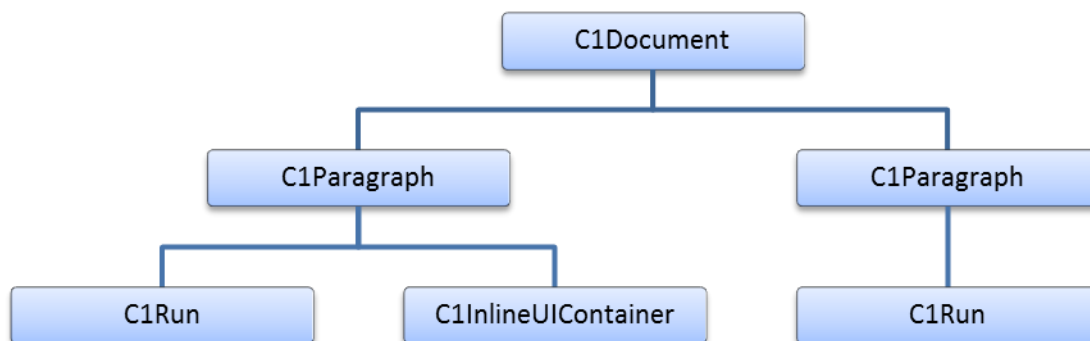 C1Document
C1Paragraph
C1Paragraph
C1Run
C1InlineUIContainer
C1Run